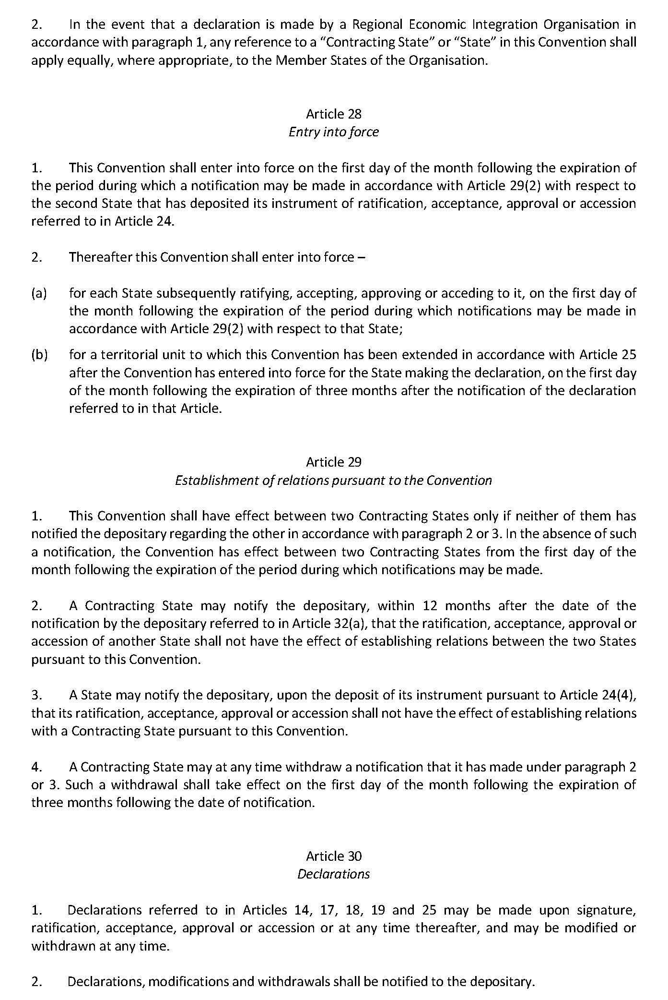 2. In the event that a declaration is made by a Regional Economic Integration Organisation in
accordance with paragraph 1, any reference to a “Contracting State” or “State” in this Convention shall
apply equally, where appropriate, to the Member States of the Organisation.
Article 28
Entry into force
1. This Convention shall enter into force on the first day of the month following the expiration of
the period during which a notification may be made in accordance with Article 29(2) with respect to
the second State that has deposited its instrument of ratification, acceptance, approval or accession
referred to in Article 24.
2. Thereafter this Convention shall enter into force –
(a) for each State subsequently ratifying, accepting, approving or acceding to it, on the first day of
the month following the expiration of the period during which notifications may be made in
accordance with Article 29(2) with respect to that State;
(b) for a territorial unit to which this Convention has been extended in accordance with Article 25
after the Convention has entered into force for the State making the declaration, on the first day
of the month following the expiration of three months after the notification of the declaration
referred to in that Article.
Article 29
Establishment of relations pursuant to the Convention
1. This Convention shall have effect between two Contracting States only if neither of them has
notified the depositary regarding the other in accordance with paragraph 2 or 3. In the absence of such
a notification, the Convention has effect between two Contracting States from the first day of the
month following the expiration of the period during which notifications may be made.
2. A Contracting State may notify the depositary, within 12 months after the date of the
notification by the depositary referred to in Article 32(a), that the ratification, acceptance, approval or
accession of another State shall not have the effect of establishing relations between the two States
pursuant to this Convention.
3. A State may notify the depositary, upon the deposit of its instrument pursuant to Article 24(4),
that its ratification, acceptance, approval or accession shall not have the effect of establishing relations
with a Contracting State pursuant to this Convention.
4. A Contracting State may at any time withdraw a notification that it has made under paragraph 2
or 3. Such a withdrawal shall take effect on the first day of the month following the expiration of
three months following the date of notification.
Article 30
Declarations
1. Declarations referred to in Articles 14, 17, 18, 19 and 25 may be made upon signature,
ratification, acceptance, approval or accession or at any time thereafter, and may be modified or
withdrawn at any time.
2. Declarations, modifications and withdrawals shall be notified to the depositary.